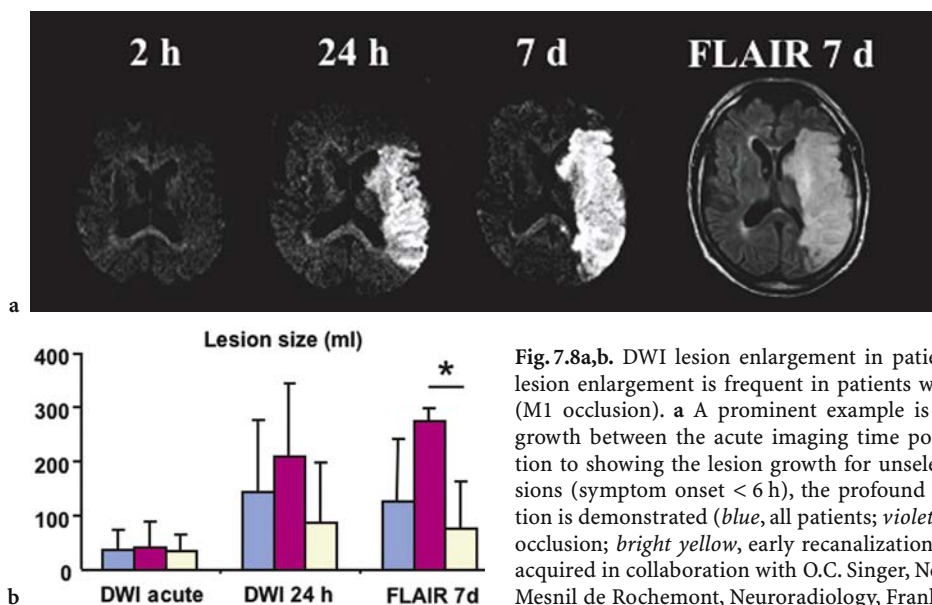 2 h 24 h 7 d FLAIR 7 d
a
Lesion size (ml)
400
300
200
100
0
*
DWI acute DWI 24 h FLAIR 7d
b
Fig. 7.8a,b. DWI lesion enlargement in patie
lesion enlargement is frequent in patients w
(M1 occlusion). a A prominent example is
growth between the acute imaging time po
tion to showing the lesion growth for unsele
sions (symptom onset < 6 h), the profound
tion is demonstrated (blue, all patients; violet
occlusion; bright yellow, early recanalization
acquired in collaboration with O.C. Singer, Ne
Mesnil de Rochemont, Neuroradiology, Frank